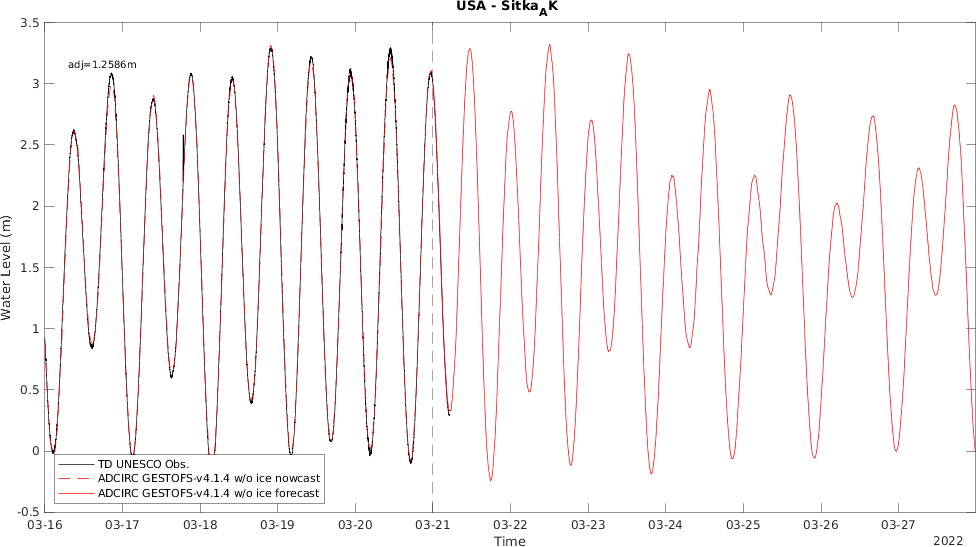 USA - SitkaAK
adj=1.2586m
Water Level (m)
3.5
3
2.5
2
1.5
1
0.5
0
-0.5
TD UNESCO Obs.
ADCIRC GESTOFS-v4.1.4 w/o ice nowcast
ADCIRC GESTOFS-v4.1.4 w/o ice forecast
03-16 03-17 03-18 03-19 03-20 03-21 03-22 03-23 03-24 03-25 03-26 03-27
Time
2022